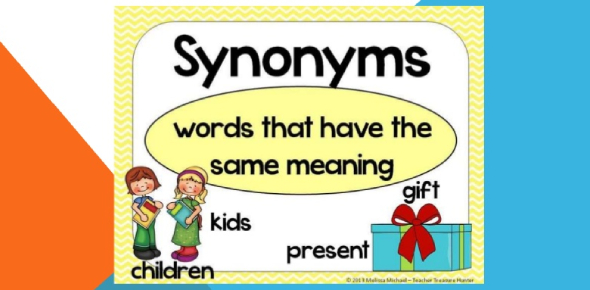 Synonyms
words that have the
same meaning
gift
kids
present
children
© 2013 Melissa Michael ~ Teacher Treasure Hunter